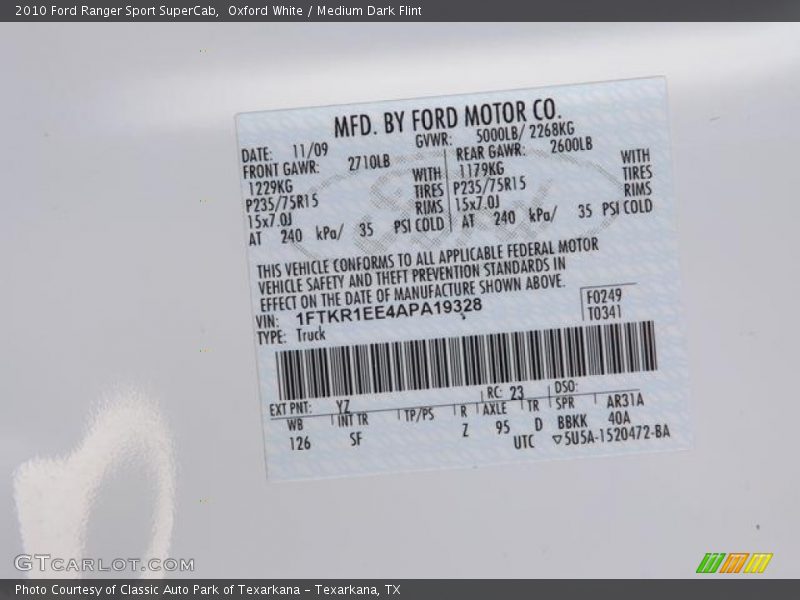 2010 Ford Ranger Sport SuperCab,  Oxford White / Medium Dark Flint
MFD. BY FORD MOTOR CO.
DATE: 11/09 GVWR: 5000LB/ 2268KG
FRONT GAWR: 2710LB REAR GAWR: 2600LB
1229KG WITH 1179KG WITH
P235/75R15 TIRES P235/75R15 TIRES
15x7.0J RIMS 15x7.0J RIMS
AT 240 kPa/ 35 PSI COLD AT 240 kPa/ 35 PSI COLD
THIS VEHICLE CONFORMS TO ALL APPLICABLE FEDERAL MOTOR
VEHICLE SAFETY AND THEFT PREVENTION STANDARDS IN
EFFECT ON THE DATE OF MANUFACTURE SHOWN ABOVE.
VIN: 1FTKR1EE4APA19328 F0249
TYPE: Truck T0341
EXT PNT: YZ RC: 23 DSO:
WB INT TR TP/PS R AXLE TR SPR AR31A
126 SF Z 95 D BBKK 40A
UTC ▽5U5A-1520472-BA
GTCARLOT.COM
Photo Courtesy of Classic Auto Park of Texarkana - Texarkana, TX